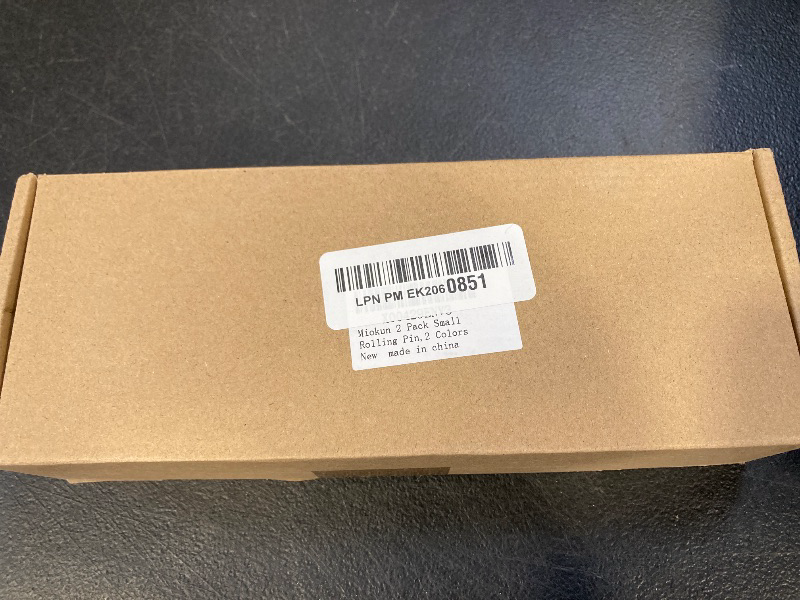 LPN PM EK2060851
Miokun 2 Pack Small
Rolling Pin,2 Colors
New made in china